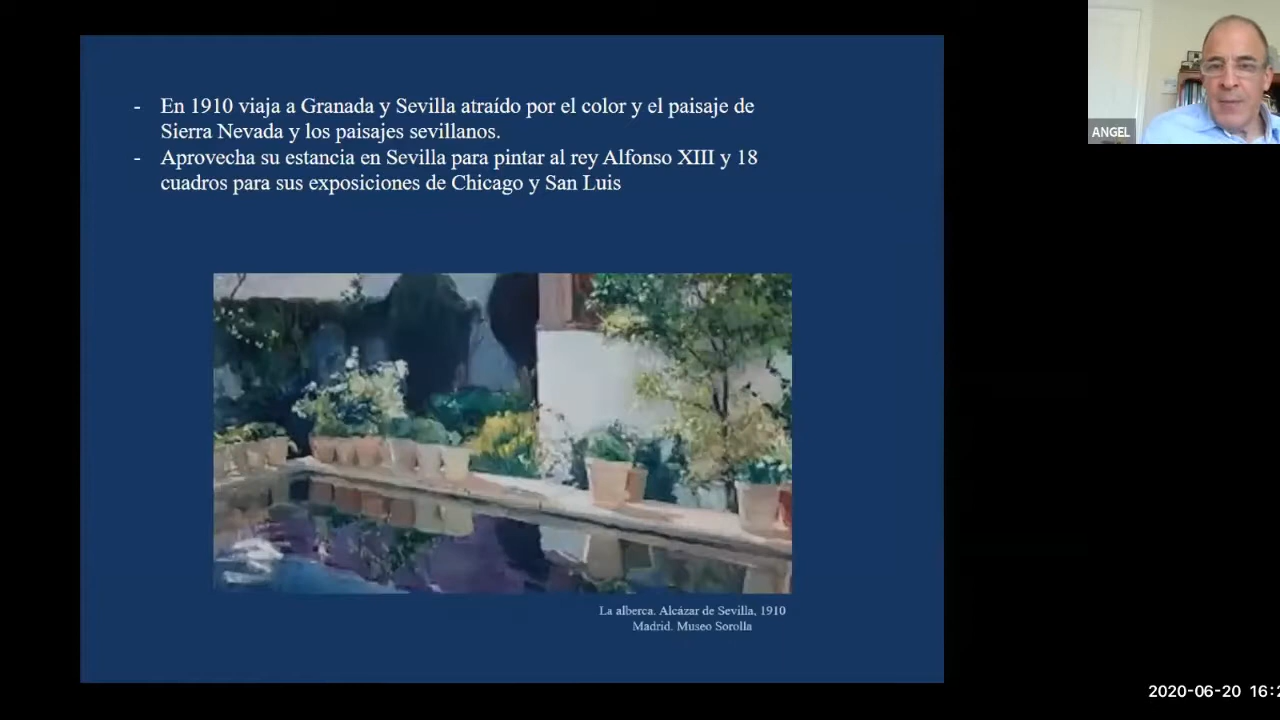 - En 1910 viaja a Granada y Sevilla atraído por el color y el paisaje de
Sierra Nevada y los paisajes sevillanos.
- Aprovecha su estancia en Sevilla para pintar al rey Alfonso XIII y 18
cuadros para sus exposiciones de Chicago y San Luis
La alberca. Alcázar de Sevilla, 1910
Madrid. Museo Sorolla
ANGEL
2020-06-20 16:2